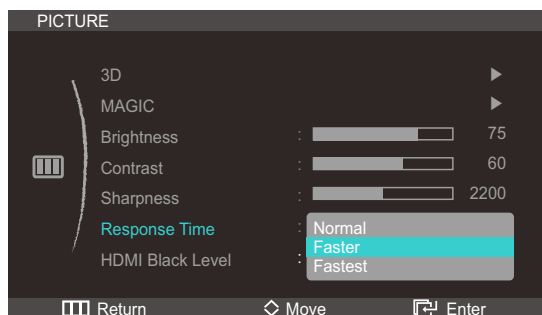 PICTURE
3D
MAGIC
Brightness : 75
Contrast : 60
Sharpness : 2200
Response Time : Normal
Faster
HDMI Black Level : Fastest
Return Move Enter